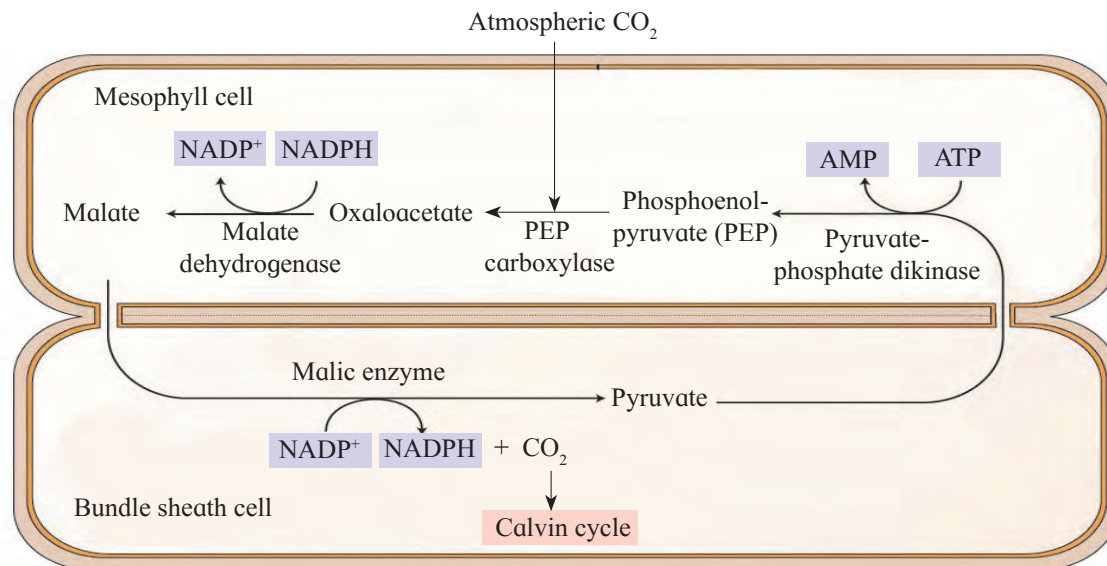 Atmospheric CO₂
Mesophyll cell
NADP⁺ NADPH
AMP ATP
Malate
Oxaloacetate
Phosphoenol-
pyruvate (PEP)
Malate
dehydrogenase
PEP
carboxylase
Pyruvate-
phosphate dikinase
Malic enzyme
Pyruvate
NADP⁺ NADPH + CO₂
Bundle sheath cell
Calvin cycle